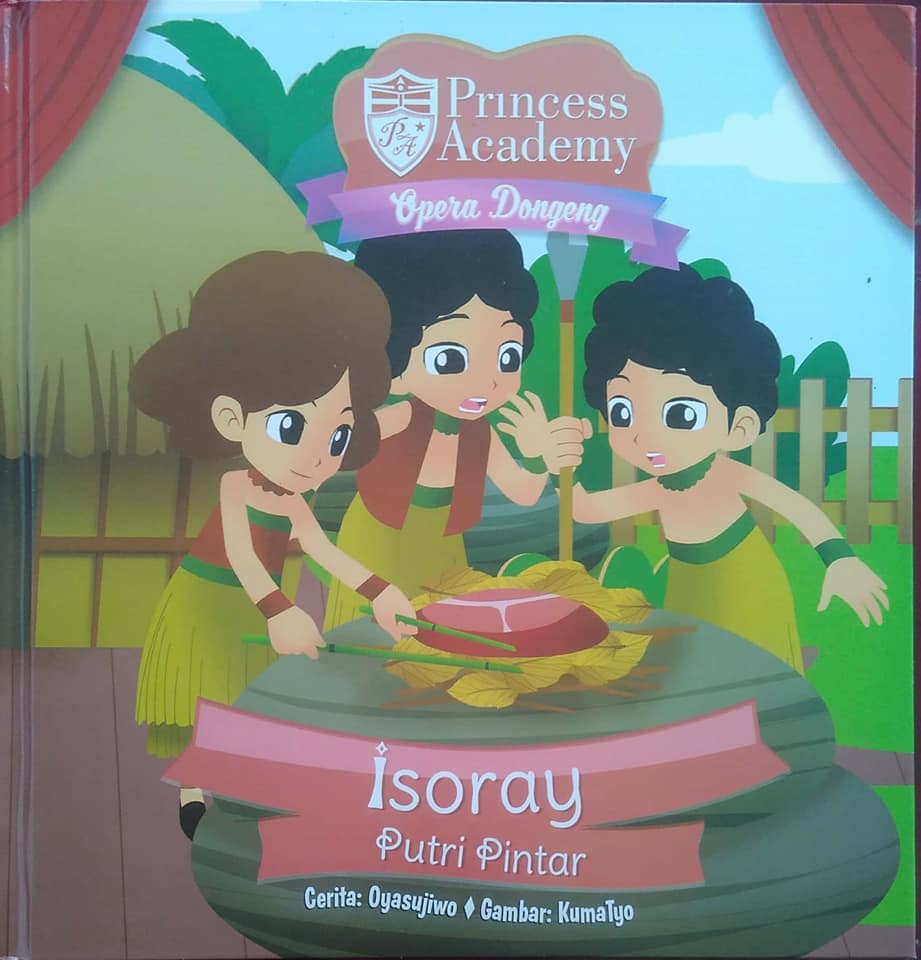 PA
Princess
Academy
Opera Dongeng
Isoray
Putri Pintar
Cerita: Oyasujiwo ♦ Gambar: KumaTyo